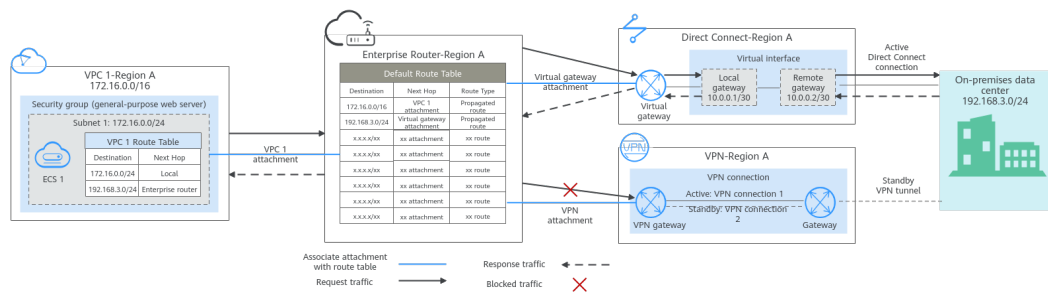 VPC 1-Region A
172.16.0.0/16
Security group (general-purpose web server)
Subnet 1: 172.16.0.0/24
ECS 1
VPC 1 Route Table
Destination Next Hop
172.16.0.0/24 Local
192.168.3.0/24 Enterprise router
VPC 1
attachment
Enterprise Router-Region A
Default Route Table
Destination Next Hop Route Type
172.16.0.0/16 VPC 1 attachment Propagated route
192.168.3.0/24 Virtual gateway attachment Propagated route
x.x.x.x/xx xx attachment xx route
x.x.x.x/xx xx attachment xx route
x.x.x.x/xx xx attachment xx route
x.x.x.x/xx xx attachment xx route
x.x.x.x/xx xx attachment xx route
x.x.x.x/xx xx attachment xx route
Virtual gateway
attachment
VPN
attachment
Direct Connect-Region A
Virtual interface
Virtual
gateway
Local
gateway
10.0.0.1/30
Remote
gateway
10.0.0.2/30
Active
Direct Connect
connection
VPN
VPN-Region A
VPN connection
Active: VPN connection 1
Standby: VPN connection
2
VPN gateway
Gateway
Standby
VPN tunnel
On-premises data
center
192.168.3.0/24
Associate attachment
with route table
Request traffic
Response traffic
Blocked traffic